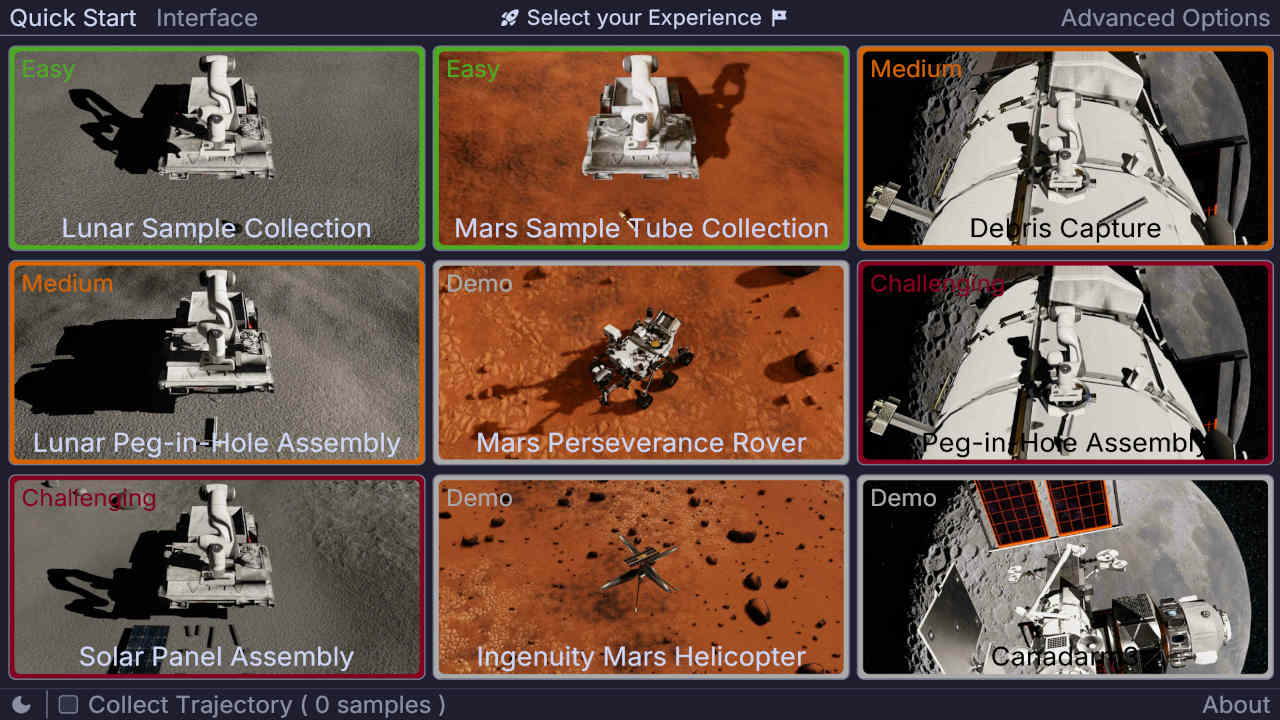 Quick Start Interface Select your Experience Advanced Options
Easy Easy Medium
Lunar Sample Collection Mars Sample Tube Collection Debris Capture
Medium Demo Challenging
Lunar Peg-in-Hole Assembly Mars Perseverance Rover Peg-in-Hole Assembly
Challenging Demo Demo
Solar Panel Assembly Ingenuity Mars Helicopter Canadarm3
Collect Trajectory ( 0 samples ) About